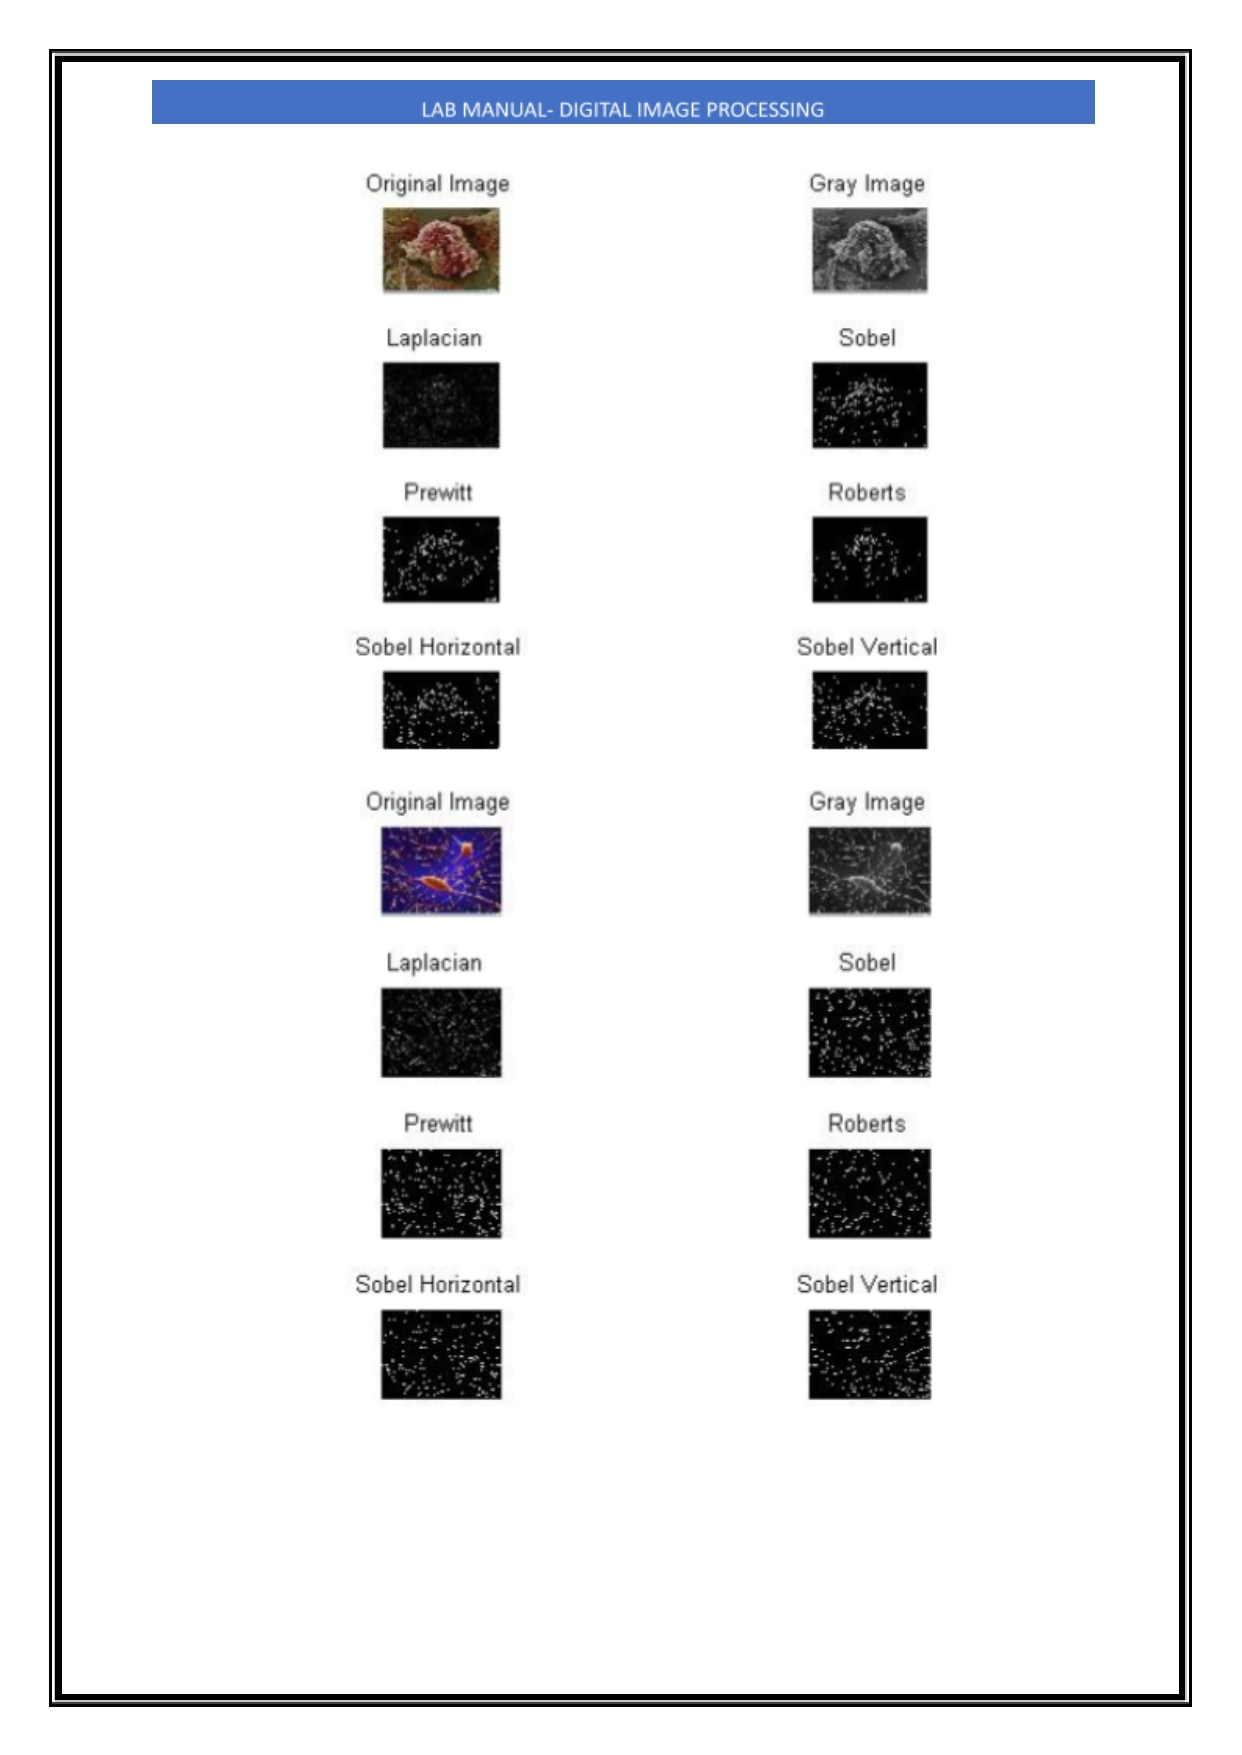 LAB MANUAL- DIGITAL IMAGE PROCESSING
Original Image
Gray Image
Laplacian
Sobel
Prewitt
Roberts
Sobel Horizontal
Sobel Vertical
Original Image
Gray Image
Laplacian
Sobel
Prewitt
Roberts
Sobel Horizontal
Sobel Vertical